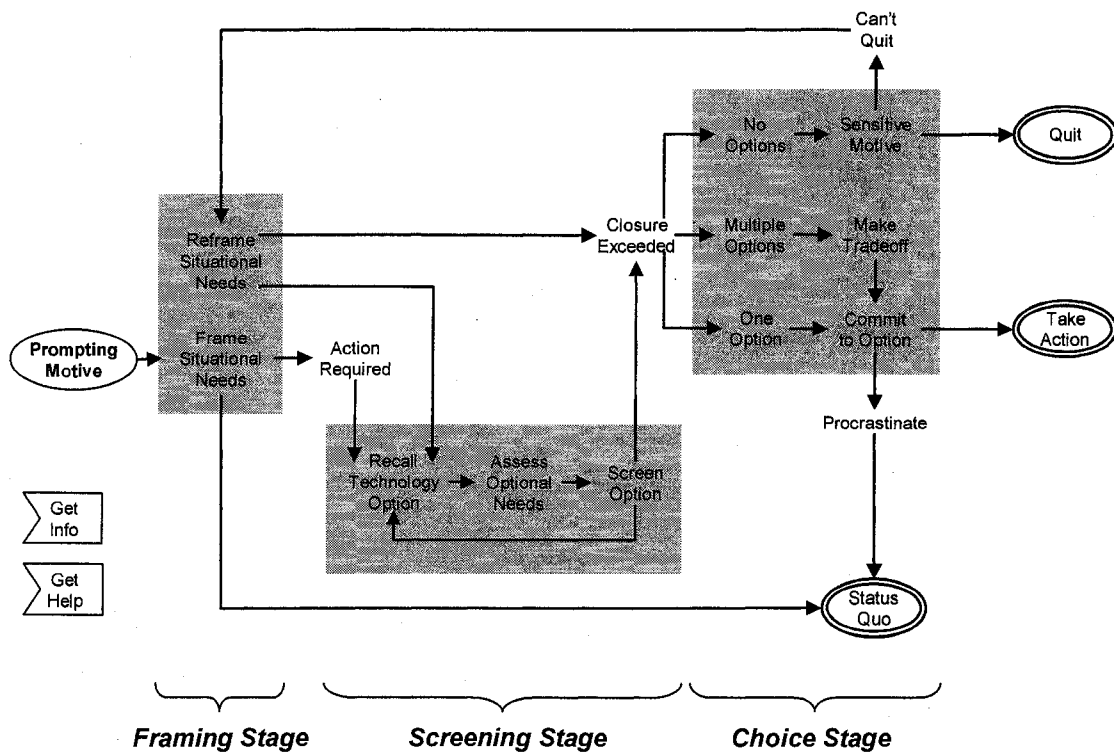 Can't
Quit
No
Options
Sensitive
Motive
Quit
Reframe
Situational
Needs
Closure
Exceeded
Multiple
Options
Make
Tradeoff
Prompting
Motive
Frame
Situational
Needs
Action
Required
One
Option
Commit
to Option
Take
Action
Procrastinate
Recall
Technology
Option
Assess
Optional
Needs
Screen
Option
Get
Info
Get
Help
Status
Quo
Framing Stage
Screening Stage
Choice Stage